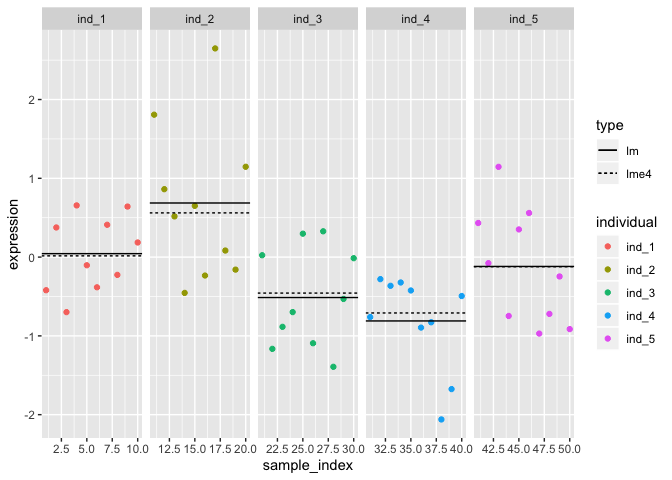 ind_1 ind_2 ind_3 ind_4 ind_5
2
1
0
-1
-2
expression
2.5 5.0 7.5 10.0 12.5 15.0 17.5 20.0 22.5 25.0 27.5 30.0 32.5 35.0 37.5 40.0 42.5 45.0 47.5 50.0
sample_index
type
lm
lme4
individual
ind_1
ind_2
ind_3
ind_4
ind_5